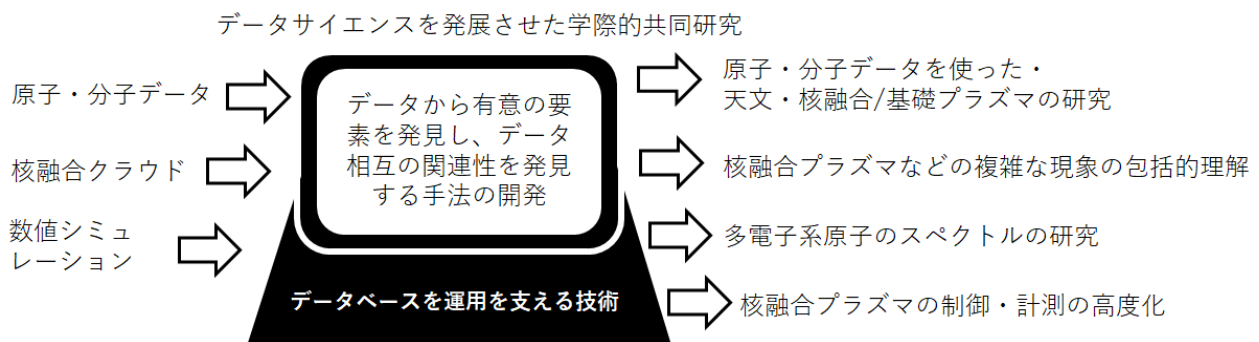 データサイエンスを発展させた学際的共同研究
原子・分子データ
核融合クラウド
数値シミュ
レーション
データから有意の要
素を発見し、データ
相互の関連性を発見
する手法の開発
データベースを運用を支える技術
原子・分子データを使った・
天文・核融合/基礎プラズマの研究
核融合プラズマなどの複雑な現象の包括的理解
多電子系原子のスペクトルの研究
核融合プラズマの制御・計測の高度化